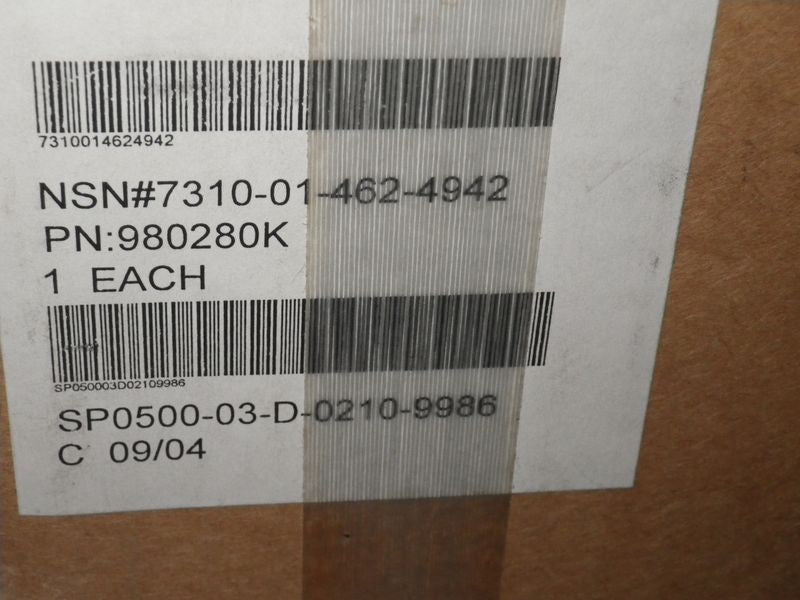 7310014624942
NSN#7310-01-462-4942
PN:980280K
1 EACH
SP050003D02109986
SP0500-03-D-0210-9986
C 09/04